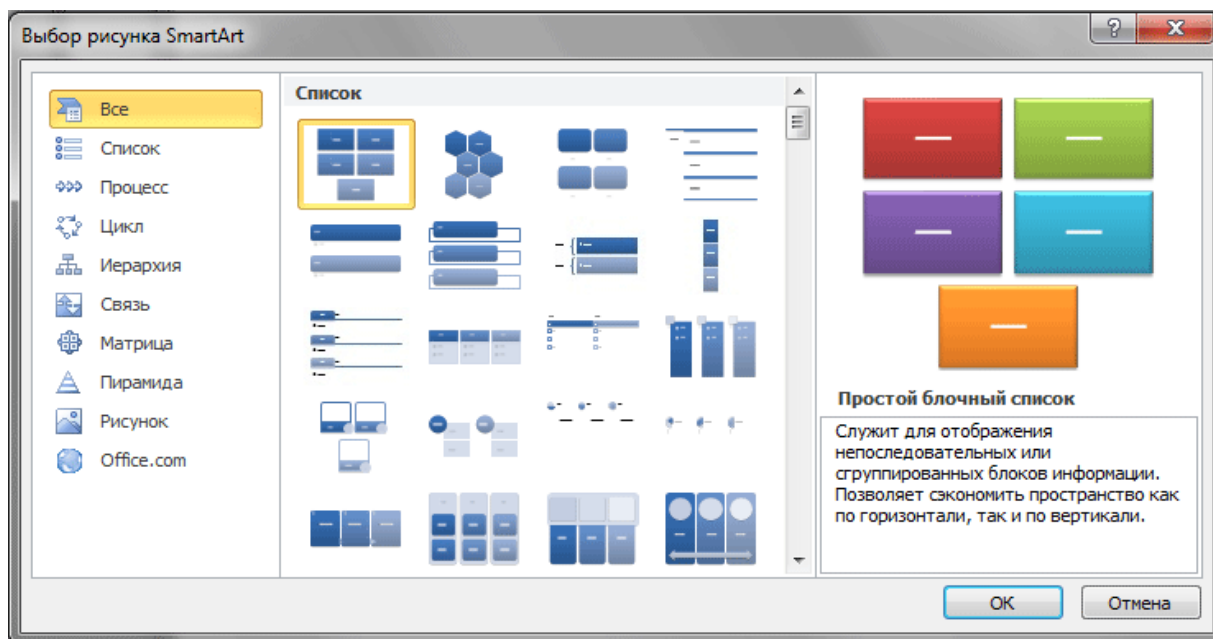 Выбор рисунка SmartArt
Все
Список
Процесс
Цикл
Иерархия
Связь
Матрица
Пирамида
Рисунок
Office.com
Список
Простой блочный список
Служит для отображения
непоследовательных или
сгруппированных блоков информации.
Позволяет сэкономить пространство как
по горизонтали, так и по вертикали.
ОК
Отмена